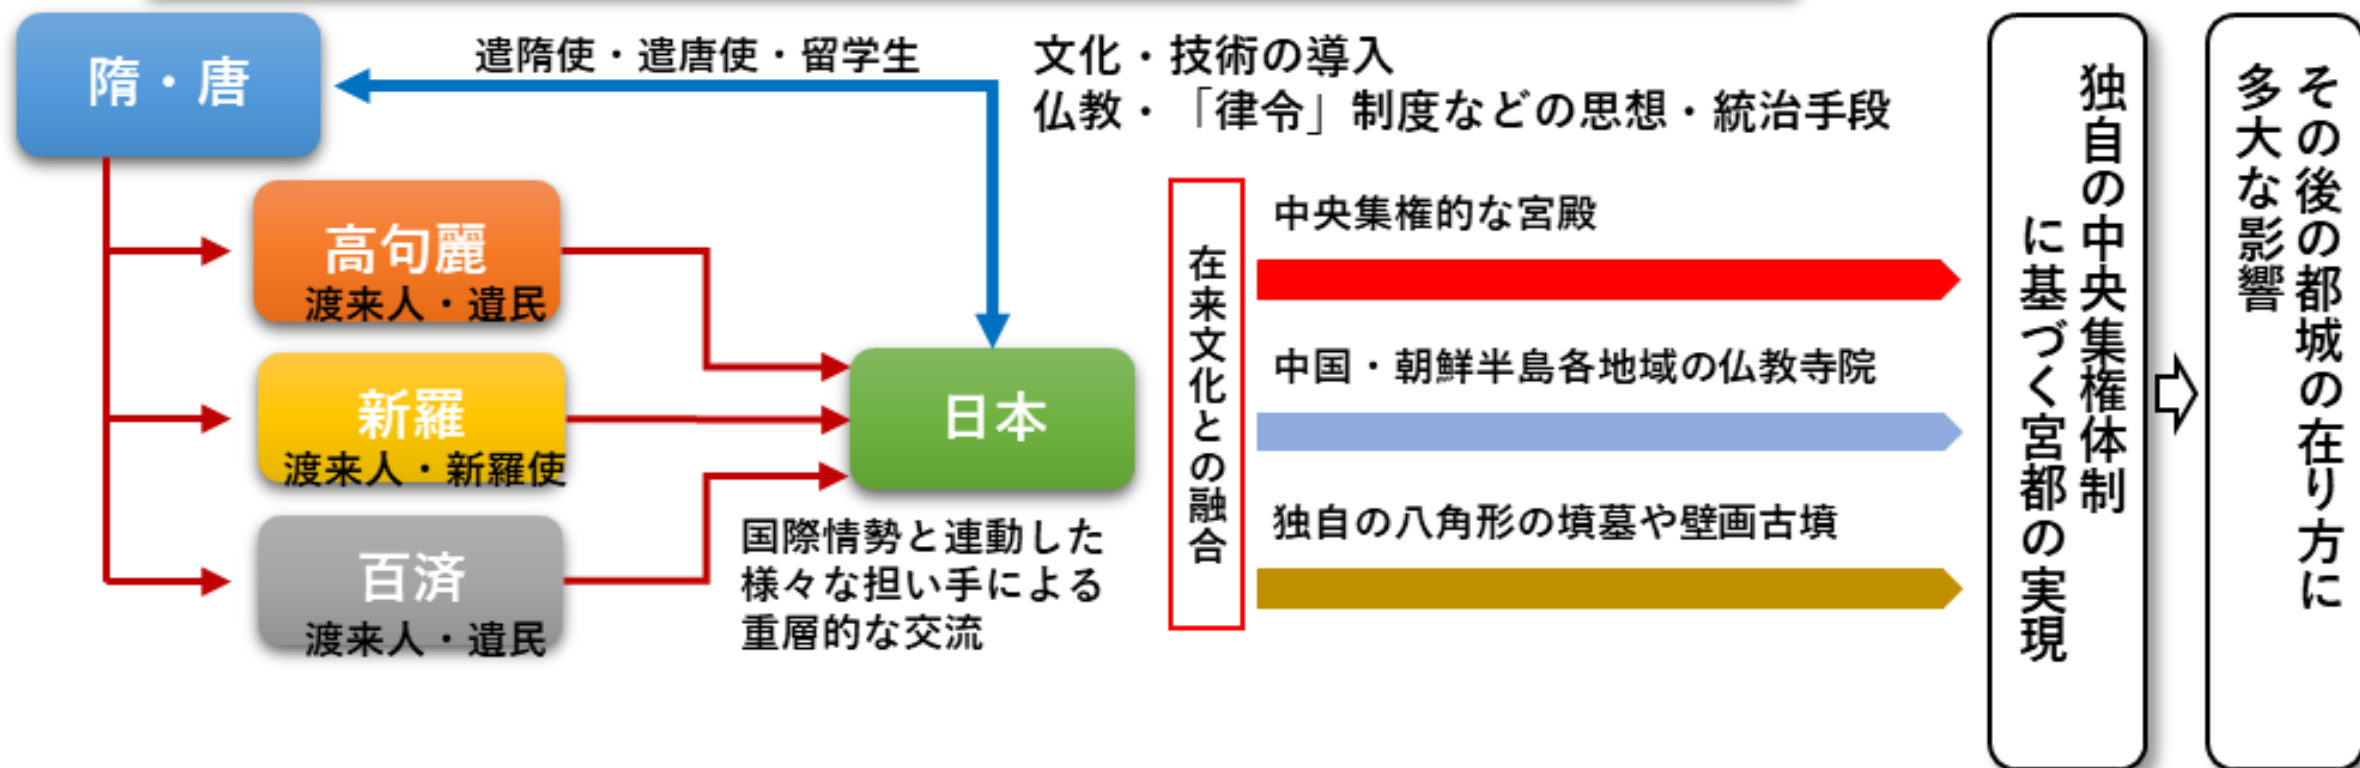 隋・唐
遣隋使・遣唐使・留学生
文化・技術の導入
仏教・「律令」制度などの思想・統治手段
高句麗
渡来人・遺民
新羅
渡来人・新羅使
百済
渡来人・遺民
日本
国際情勢と連動した
様々な担い手による
重層的な交流
在来文化との融合
中央集権的な宮殿
中国・朝鮮半島各地域の仏教寺院
独自の八角形の墳墓や壁画古墳
独自の中央集権体制
に基づく宮都の実現
その後の都城の在り方に
多大な影響